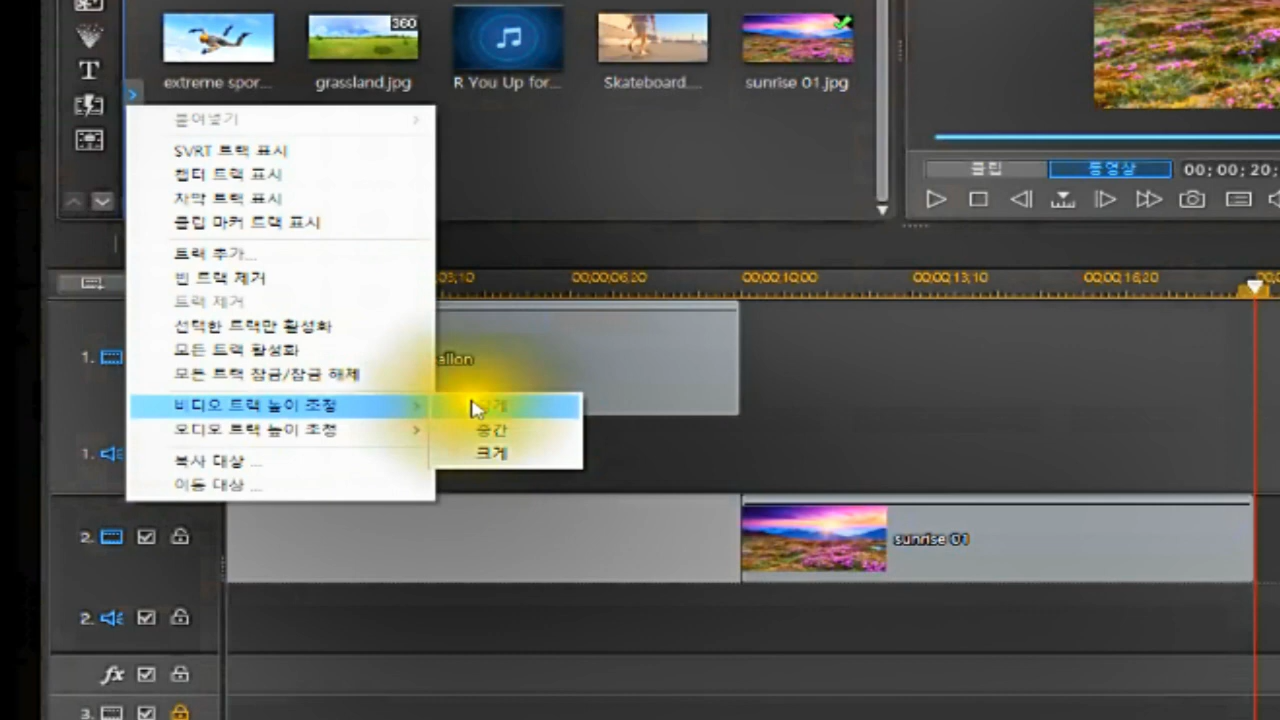 360
extreme spor...
grassland.jpg
R You Up for...
Skateboard....
sunrise 01.jpg
T
붙여넣기
SVRT 트랙 표시
챕터 트랙 표시
자막 트랙 표시
클립 마커 트랙 표시
트랙 추가...
빈 트랙 제거
트랙 제거
선택한 트랙만 활성화
모든 트랙 활성화
모든 트랙 잠금/잠금 해제
비디오 트랙 높이 조정
오디오 트랙 높이 조정
복사 대상 ...
이동 대상 ...
중간
크게
클립
동영상
00;00;20;
03;10
00;00;06;20
00;00;10;00
00;00;13;10
00;00;16;20
1.
allon
1.
2.
sunrise 01
2.
fx
3.